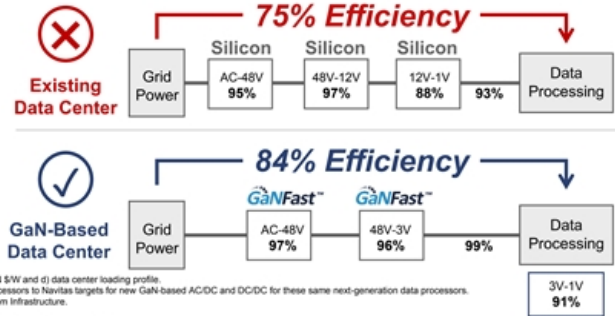 75% Efficiency
Silicon Silicon Silicon
Existing
Data Center
Grid
Power
AC-48V
95%
48V-12V
97%
12V-1V
88%
93%
Data
Processing
84% Efficiency
GaNFast™ GaNFast™
GaN-Based
Data Center
Grid
Power
AC-48V
97%
48V-3V
96%
99%
Data
Processing
3V-1V
91%
$/W and d) data center loading profile.
essors to Navitas targets for new GaN-based AC/DC and DC/DC for these same next-generation data processors.
m Infrastructure.